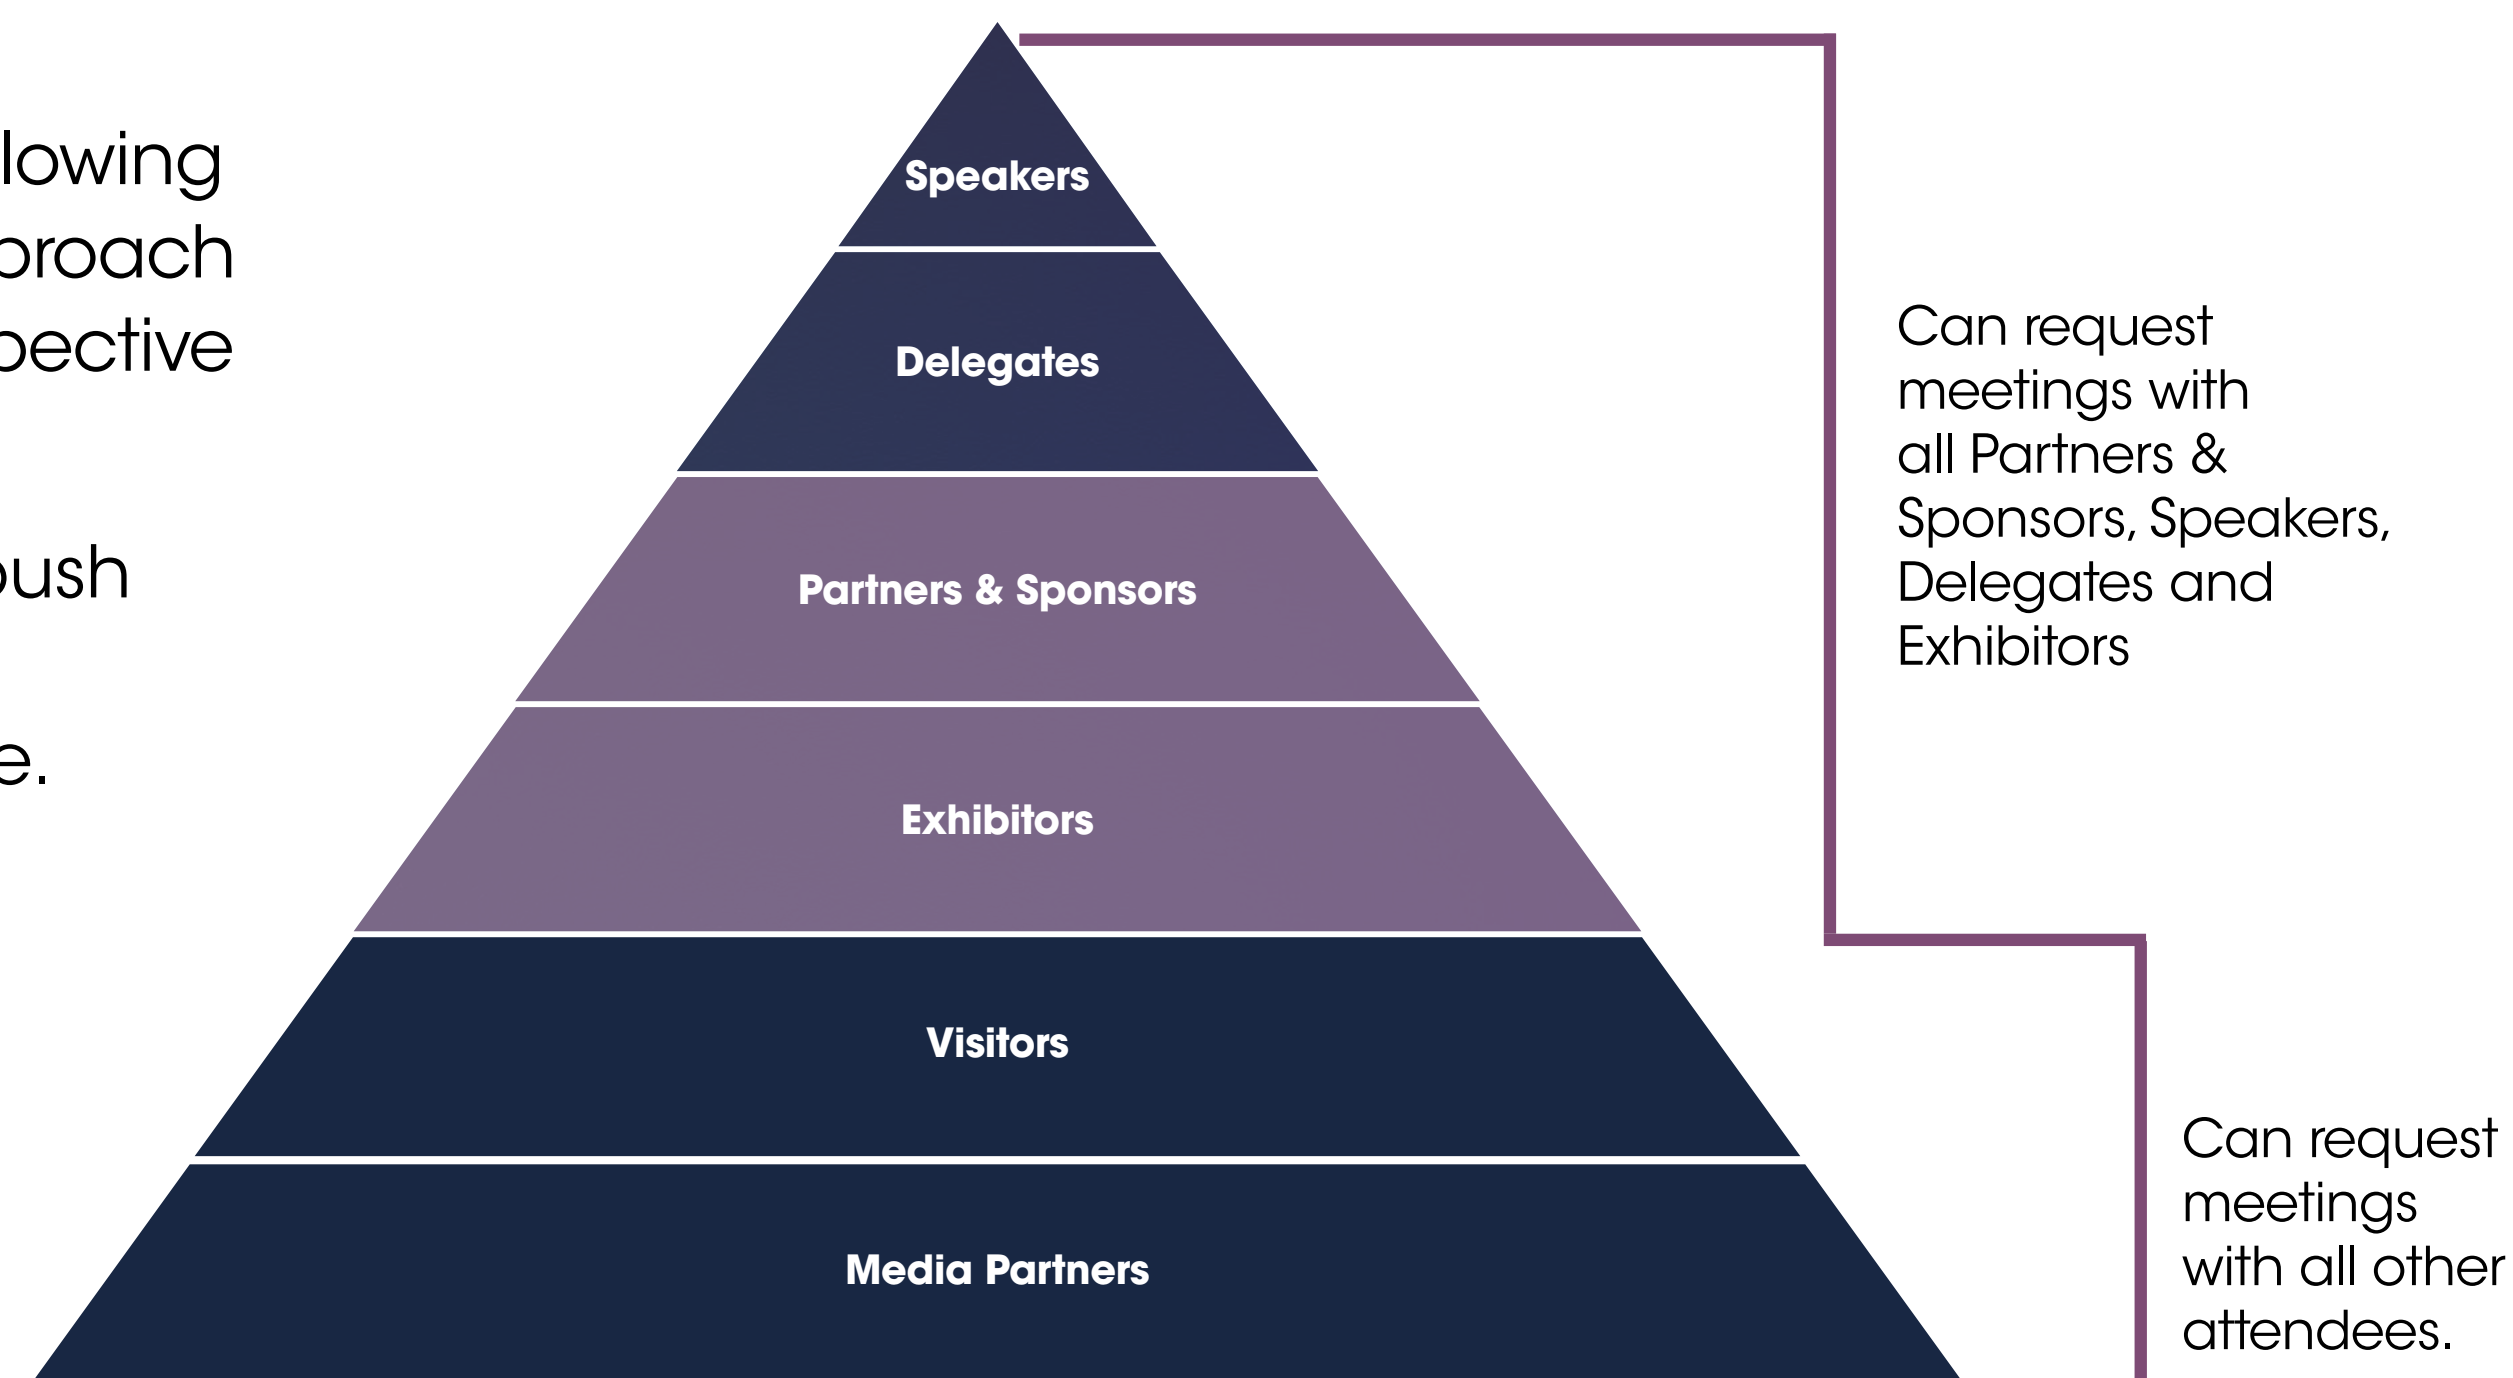 lowing
proach
pective
push
e.
Speakers
Delegates
Partners & Sponsors
Exhibitors
Visitors
Media Partners
Can request
meetings with
all Partners &
Sponsors, Speakers,
Delegates and
Exhibitors
Can request
meetings
with all other
attendees.